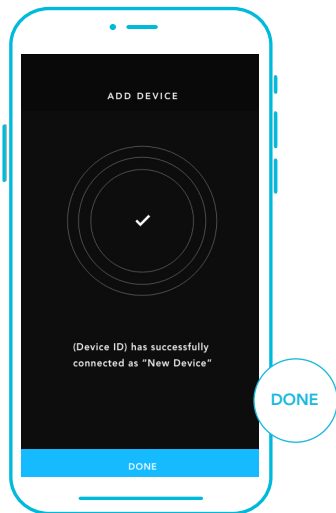 ADD DEVICE
(Device ID) has successfully
connected as “New Device”
DONE
DONE